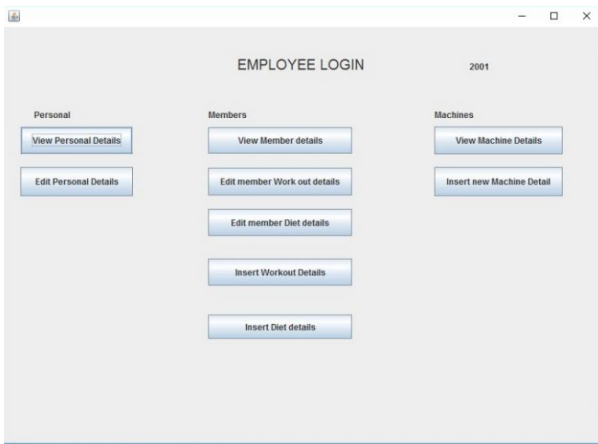 EMPLOYEE LOGIN 2001
Personal Members Machines
View Personal Details View Member details View Machine Details
Edit Personal Details Edit member Work out details Insert new Machine Detail
Edit member Diet details
Insert Workout Details
Insert Diet details